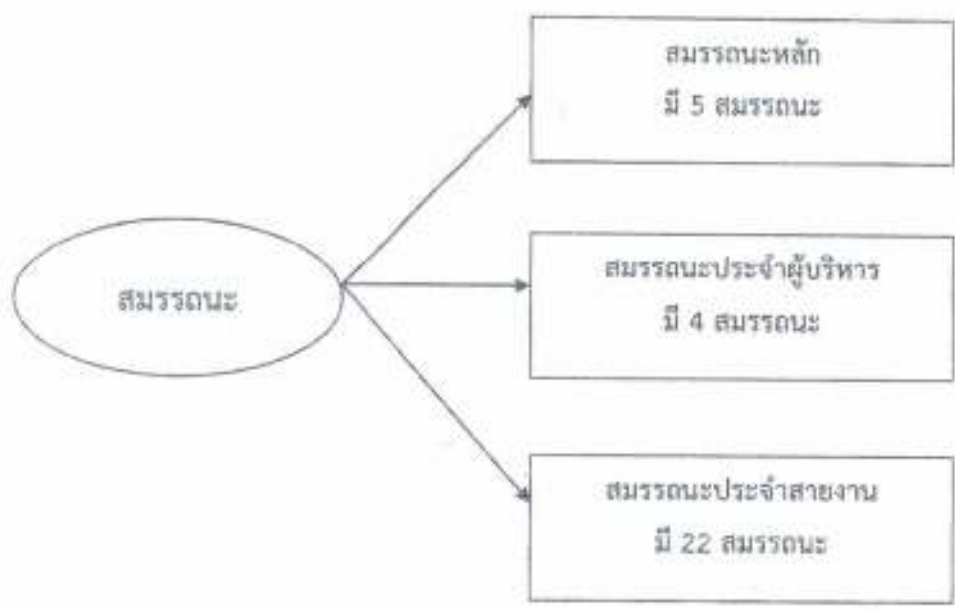 สมรรถนะ
สมรรถนะหลัก
มี 5 สมรรถนะ
สมรรถนะประจำผู้บริหาร
มี 4 สมรรถนะ
สมรรถนะประจำสายงาน
มี 22 สมรรถนะ